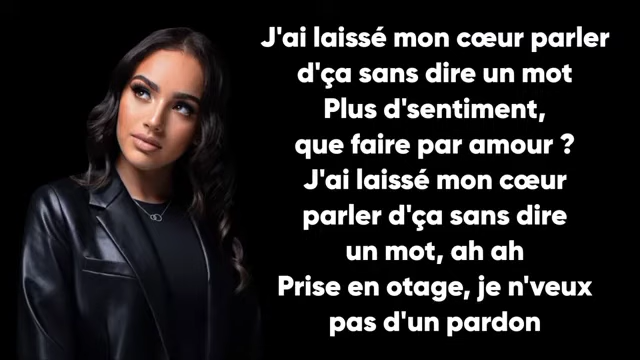 J'ai laissé mon cœur parler
d'ça sans dire un mot
Plus d'sentiment,
que faire par amour ?
J'ai laissé mon cœur
parler d'ça sans dire
un mot, ah ah
Prise en otage, je n'veux
pas d'un pardon